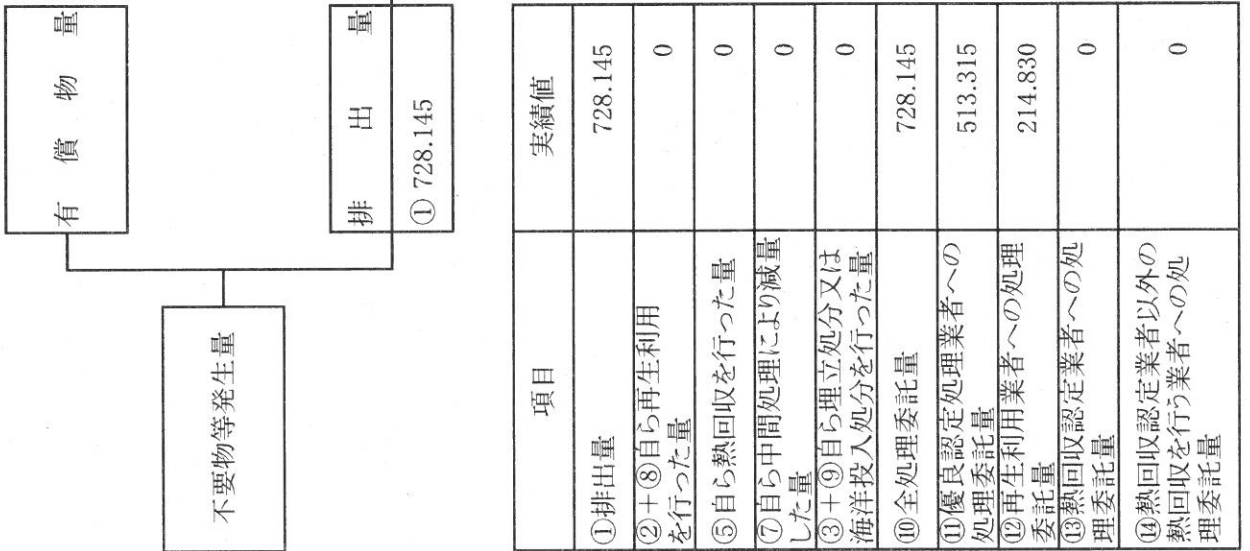 有償物量
不要物等発生量
排出量
① 728.145
項目 実績値
①排出量 728.145
②+⑧自ら再生利用
を行った量 0
⑤自ら熱回収を行った量 0
⑦自ら中間処理により減量
した量 0
③+⑨自ら埋立処分又は
海洋投入処分を行った量 0
⑩全処理委託量 728.145
⑪優良認定処理業者への
処理委託量 513.315
⑫再生利用業者への処理
委託量 214.830
⑬熱回収認定業者への処
理委託量 0
⑭熱回収認定業者以外の
熱回収を行う業者への処
理委託量 0